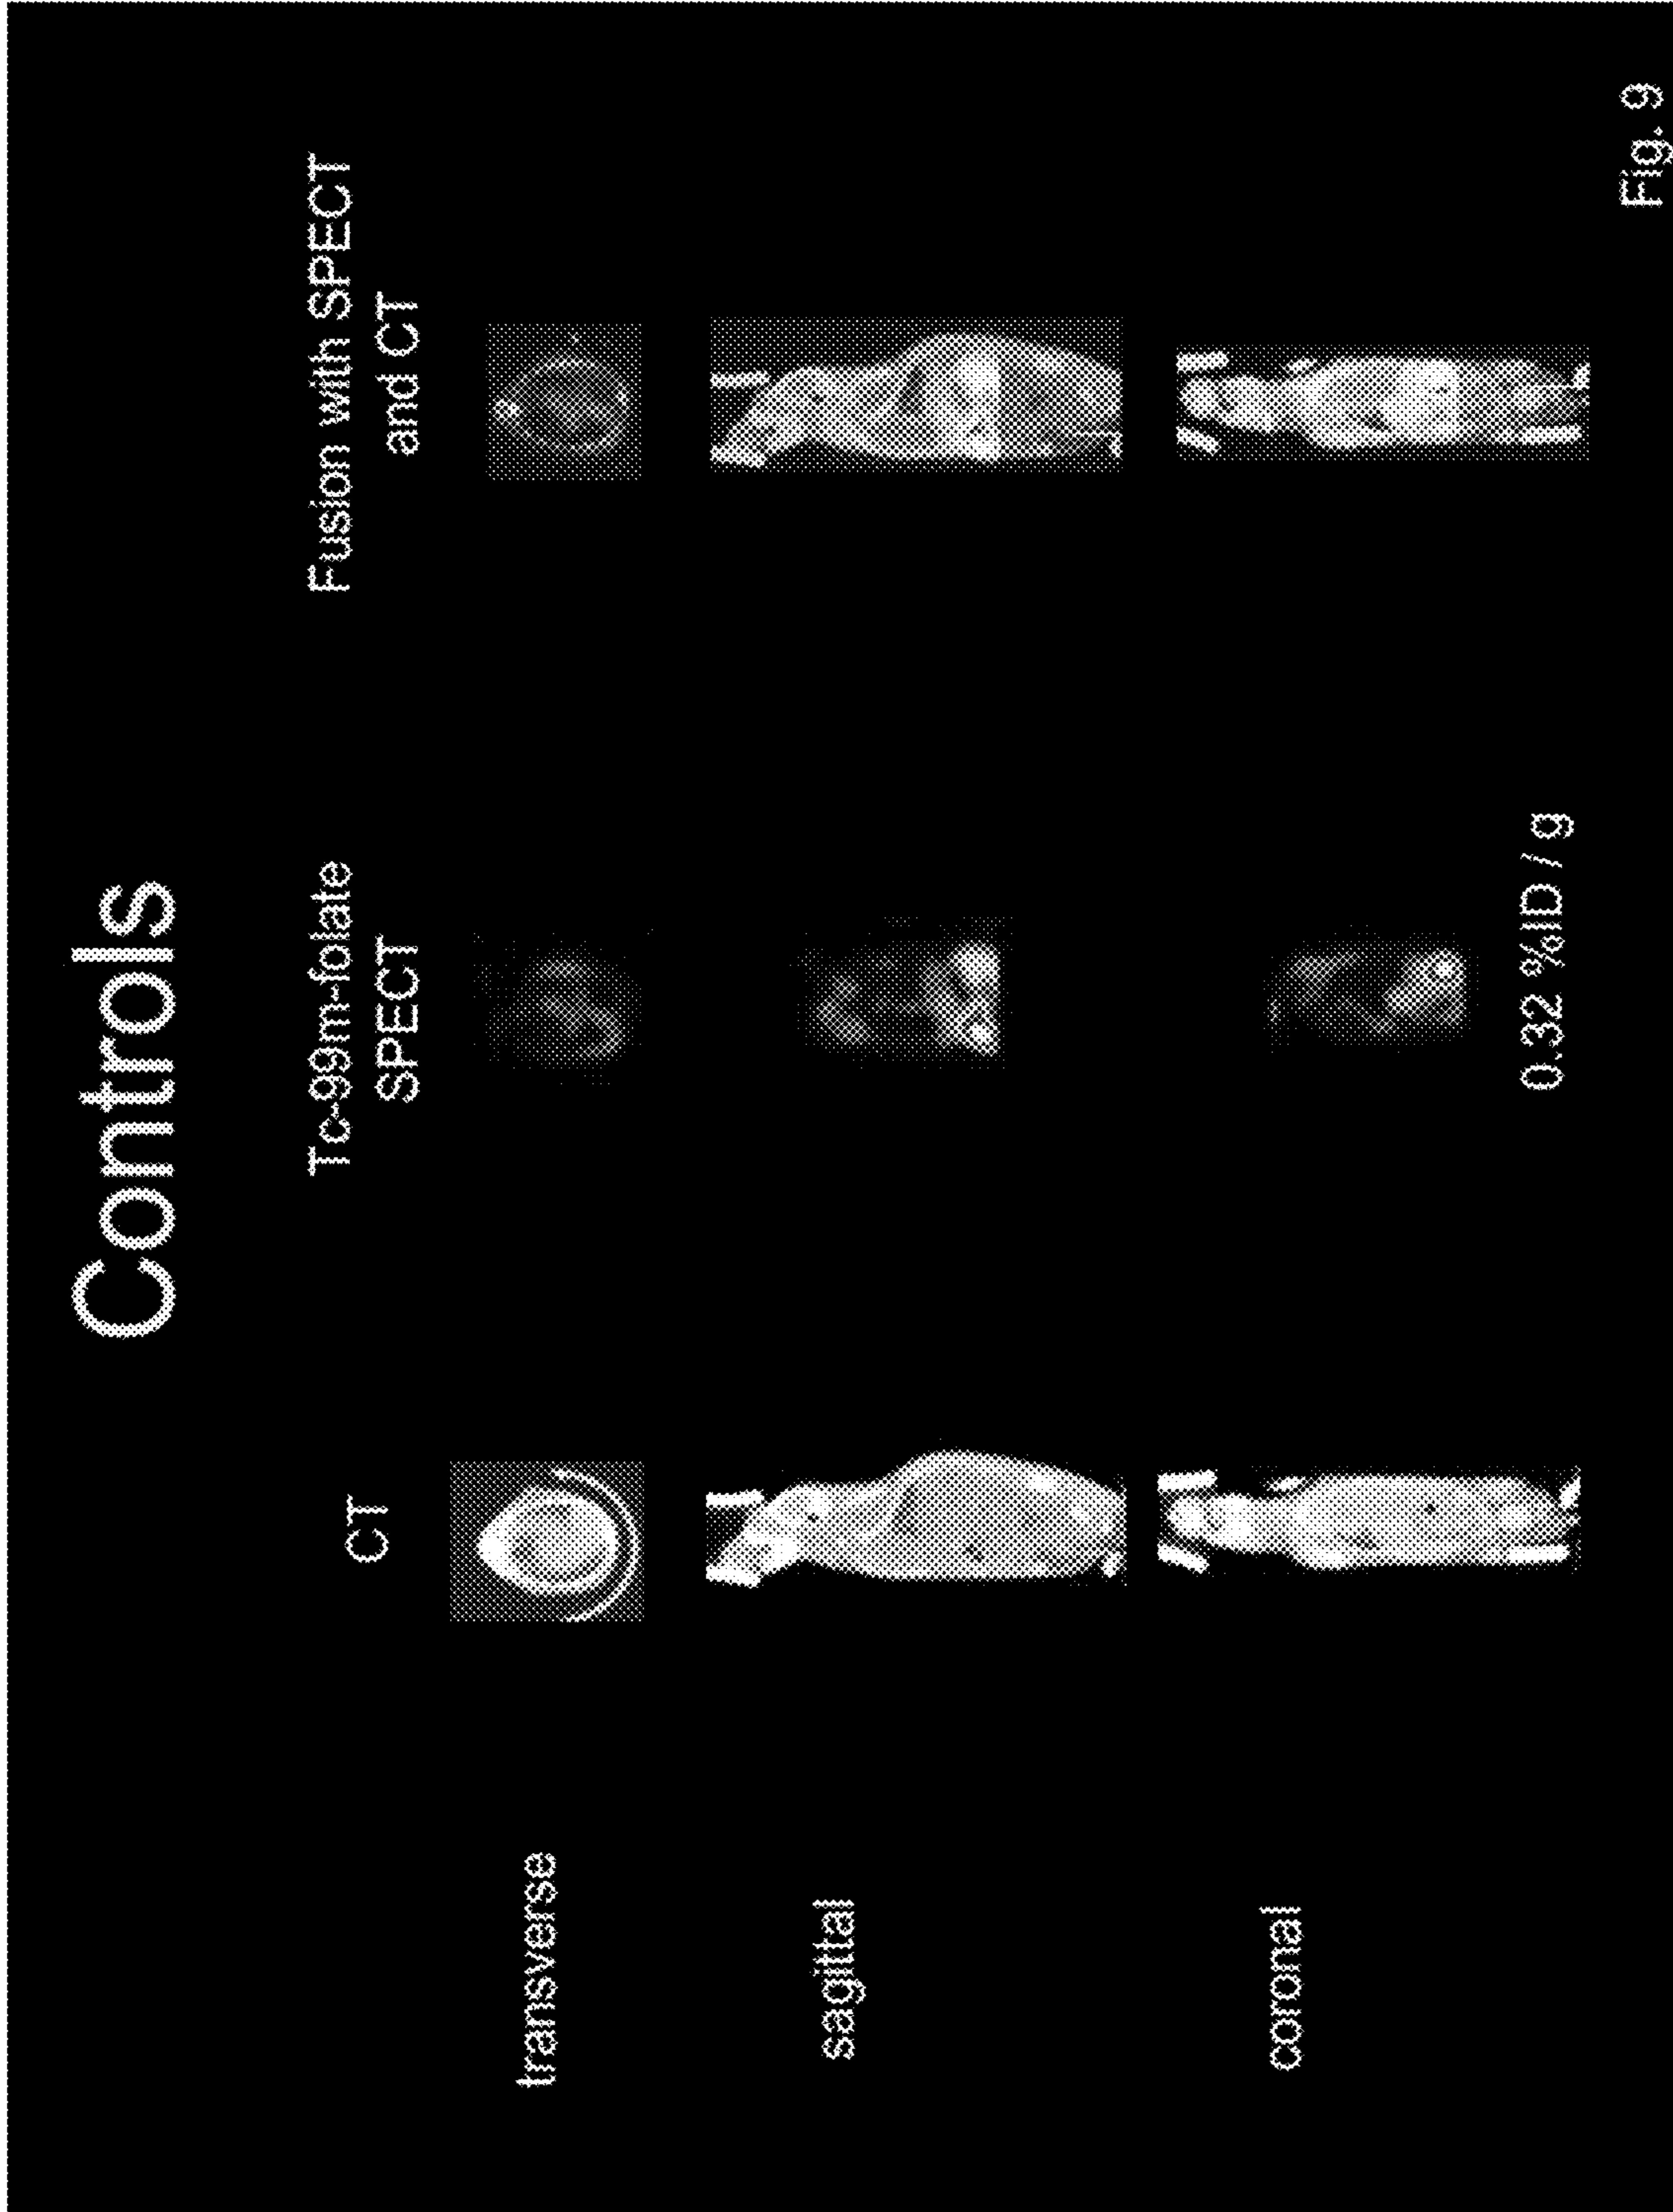 Controls
CT
Tc-99m-folate
SPECT
Fusion with SPECT
and CT
transverse
sagittal
coronal
0.32 %ID / g
Fig. 9